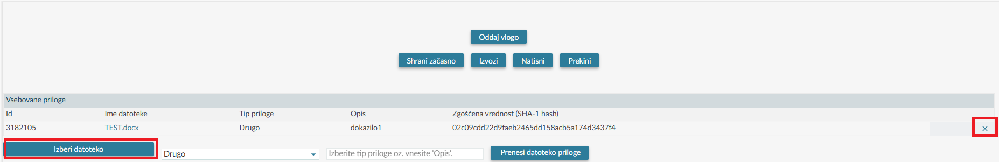 Oddaj vlogo
Shrani začasno Izvozi Natisni Prekini
Vsebovane priloge
Id Ime datoteke Tip priloge Opis Zgoščena vrednost (SHA-1 hash)
3182105 TEST.docx Drugo dokazilo1 02c09cdd22d9faeb2465dd158acb5a174d3437f4
Izberi datoteko Drugo Izberite tip priloge oz. vnesite 'Opis'. Prenesi datoteko priloge